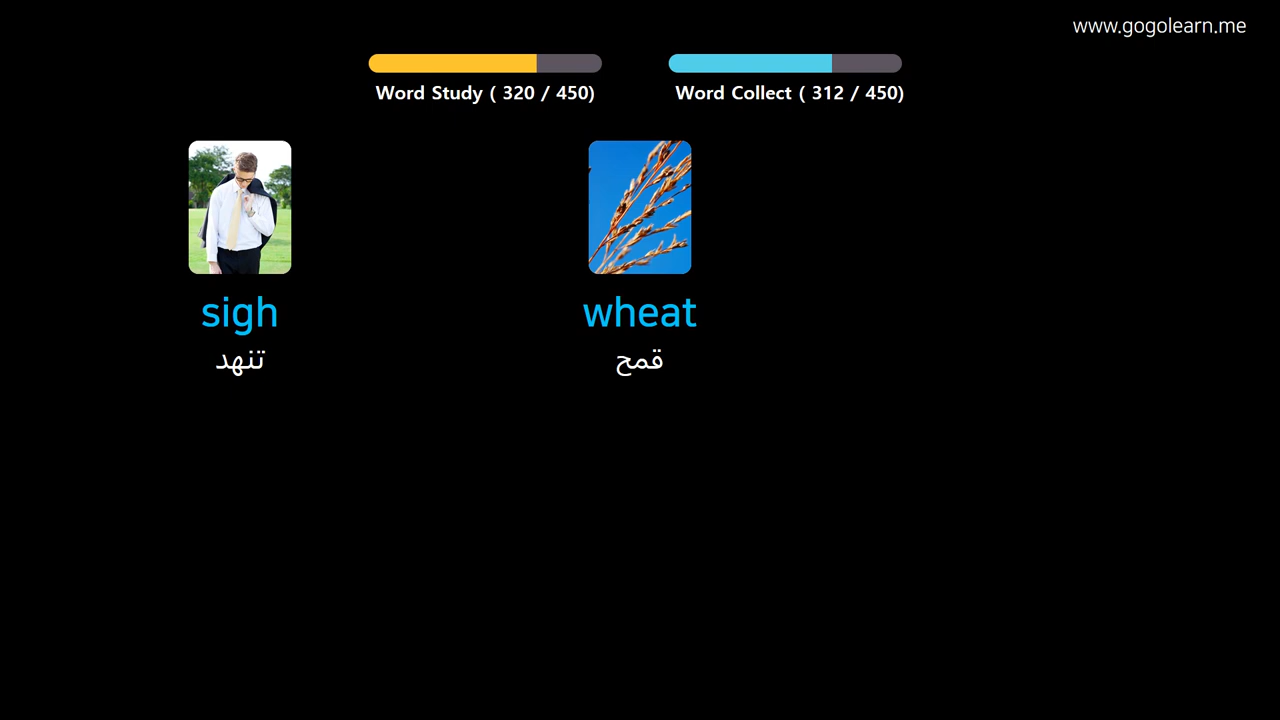 www.gogolearn.me
Word Study ( 320 / 450)
Word Collect ( 312 / 450)
sigh
تنهد
wheat
قمح